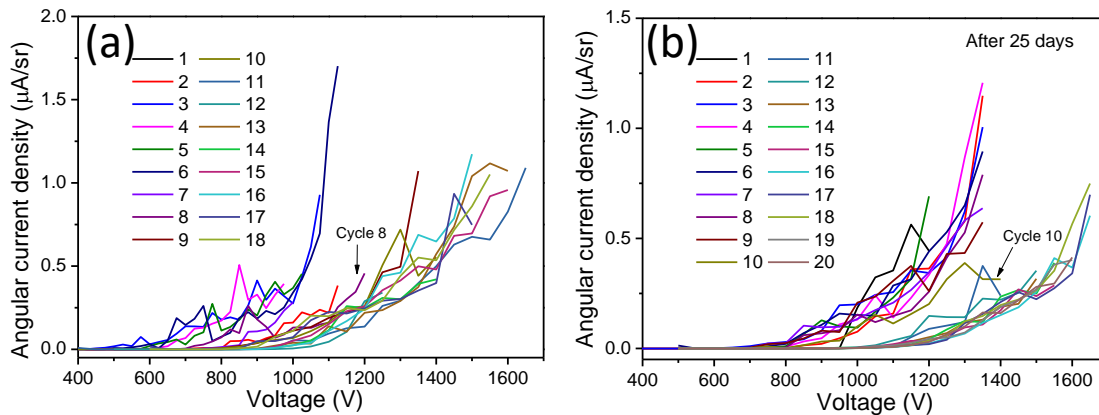 (a)
Angular current density (µA/sr)
2.0
1.5
1.0
0.5
0.0
1 10
2 11
3 12
4 13
5 14
6 15
7 16
8 17
9 18
Cycle 8
400 600 800 1000 1200 1400 1600
Voltage (V)
(b)
After 25 days
Angular current density (µA/sr)
1.5
1.0
0.5
0.0
1 11
2 12
3 13
4 14
5 15
6 16
7 17
8 18
9 19
10 20
Cycle 10
400 600 800 1000 1200 1400 1600
Voltage (V)